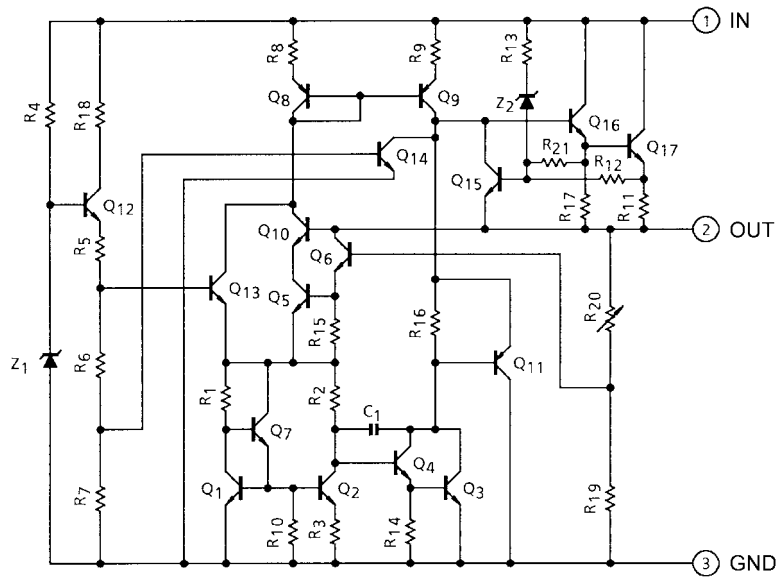 1 IN
R8
R9
R13
R4
R18
Q8
Q9
Z2
Q16
Q14
R21
R12
Q17
Q15
Q12
R17
R11
R5
Q10
Q6
2 OUT
Q13
Q5
R15
R16
R20
Z1
R6
Q11
R1
R2
C1
Q7
Q4
R7
Q1
Q2
Q3
R19
R10
R3
R14
3 GND